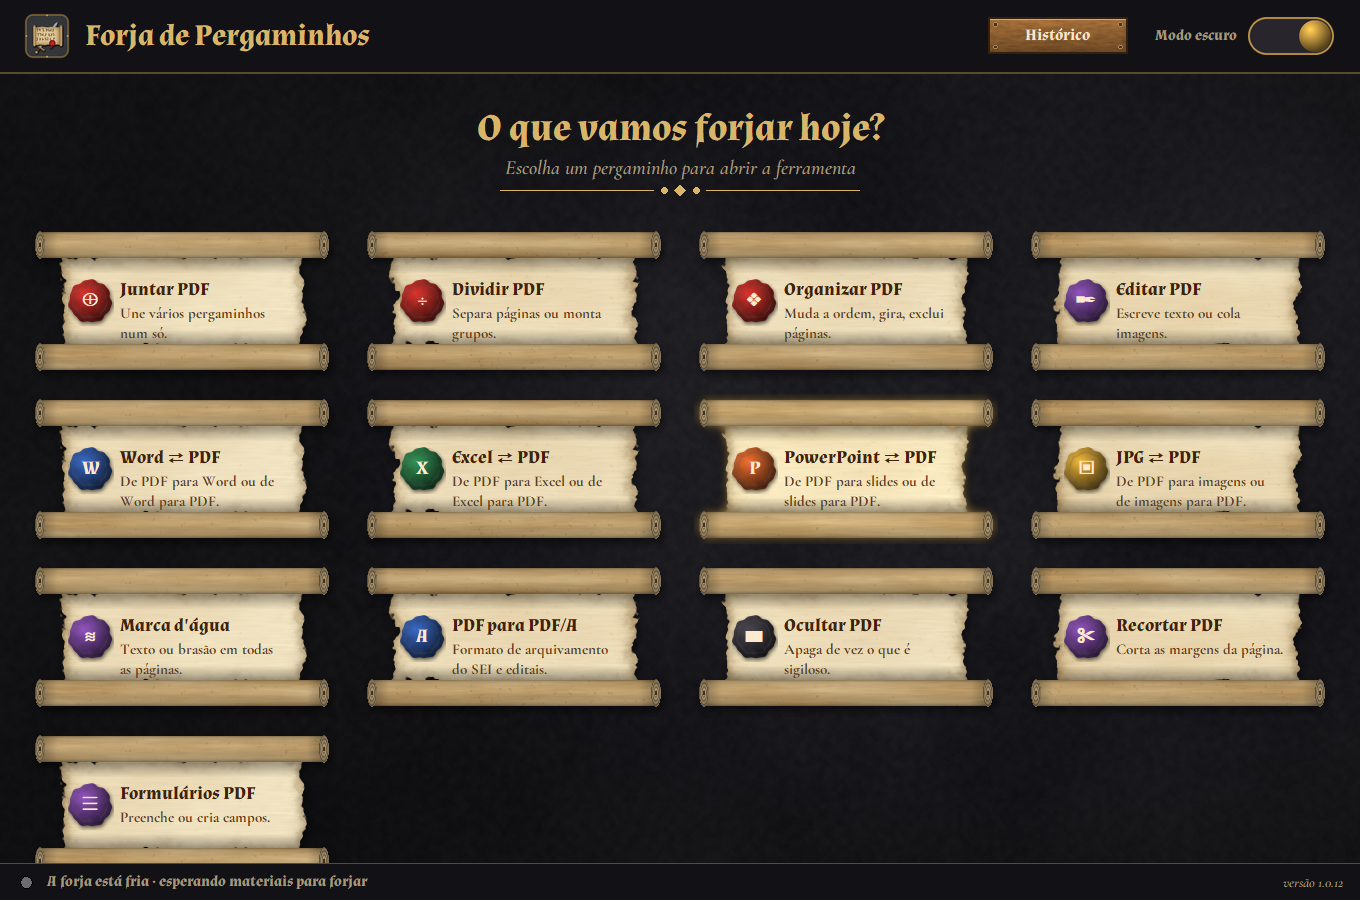 Forja de Pergaminhos
Histórico
Modo escuro
O que vamos forjar hoje?
Escolha um pergaminho para abrir a ferramenta
Juntar PDF
Une vários pergaminhos
num só.
÷
Dividir PDF
Separa páginas ou monta
grupos.
Organizar PDF
Muda a ordem, gira, exclui
páginas.
Editar PDF
Escreve texto ou cola
imagens.
W
Word ⇄ PDF
De PDF para Word ou de
Word para PDF.
X
Excel ⇄ PDF
De PDF para Excel ou de
Excel para PDF.
P
PowerPoint ⇄ PDF
De PDF para slides ou de
slides para PDF.
JPG ⇄ PDF
De PDF para imagens ou
de imagens para PDF.
Marca d'água
Texto ou brasão em todas
as páginas.
A
PDF para PDF/A
Formato de arquivamento
do SEI e editais.
Ocultar PDF
Apaga de vez o que é
sigiloso.
Recortar PDF
Corta as margens da página.
Formulários PDF
Preenche ou cria campos.
A forja está fria · esperando materiais para forjar
versão 1.0.12